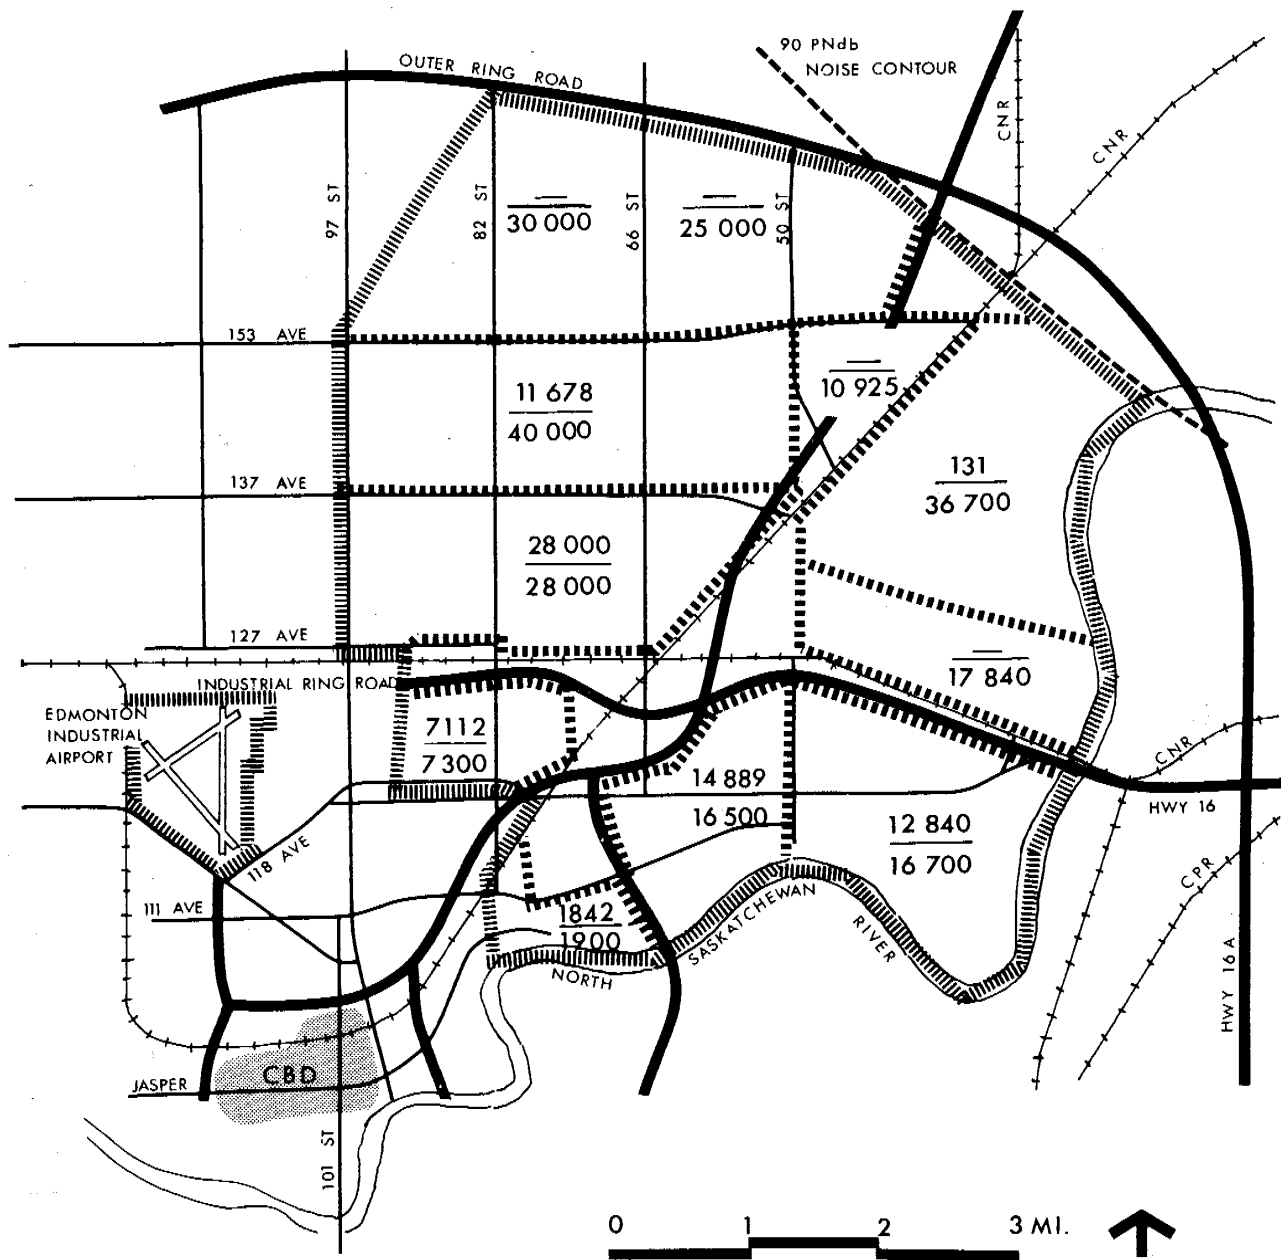 90 PNdb
NOISE CONTOUR
OUTER RING ROAD
CNR
CNR
97 ST
82 ST
66 ST
50 ST
—
30 000
—
25 000
153 AVE
—
10 925
11 678
40 000
131
36 700
137 AVE
28 000
28 000
127 AVE
—
17 840
INDUSTRIAL RING ROAD
EDMONTON
INDUSTRIAL
AIRPORT
7112
7 300
14 889
16 500
CNR
HWY 16
12 840
16 700
118 AVE
CPR
111 AVE
1842
1900
NORTH
SASKATCHEWAN
RIVER
HWY 16A
CBD
JASPER
101 ST
0 1 2 3 MI.